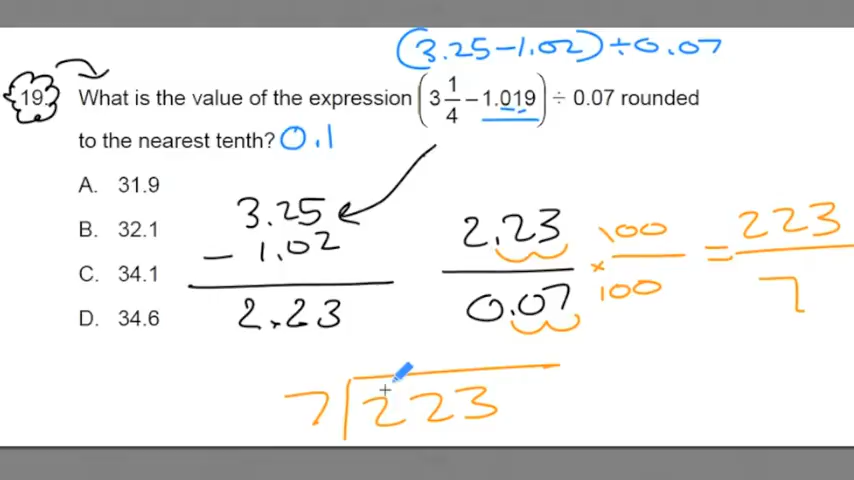 (3.25-1.02)÷0.07
19. What is the value of the expression (3 1/4 − 1.019) ÷ 0.07 rounded
to the nearest tenth? 0.1
A. 31.9
B. 32.1
C. 34.1
D. 34.6
3.25
- 1.02
2.23
2.23 / 0.07 × 100 / 100 = 223 / 7
7 223